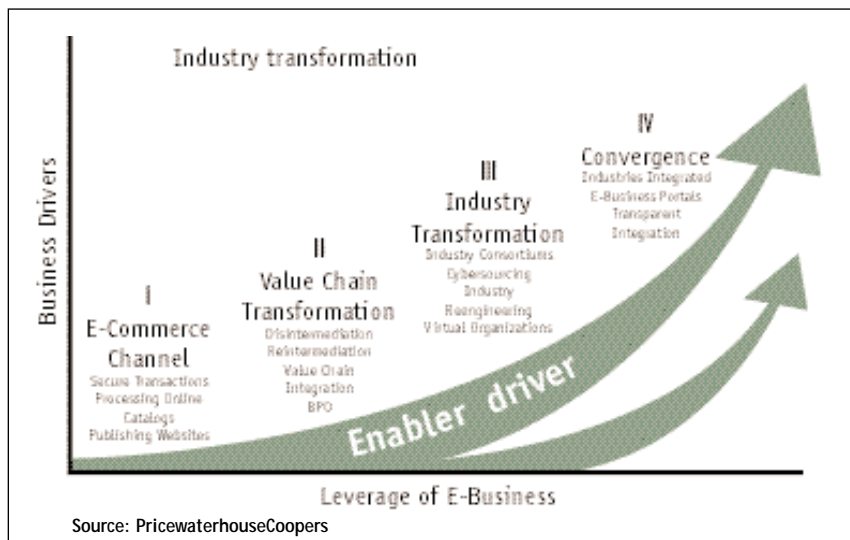 Industry transformation
Business Drivers
I
E-Commerce
Channel
Secure Transactions
Processing Online
Catalogs
Publishing Websites
II
Value Chain
Transformation
Disintermediation
Reintermediation
Value Chain
Integration
BPO
III
Industry
Transformation
Industry Consortiums
Cybersourcing
Industry
Reengineering
Virtual Organizations
IV
Convergence
Industries Integrated
E-Business Portals
Transparent
Integration
Enabler driver
Leverage of E-Business
Source: PricewaterhouseCoopers